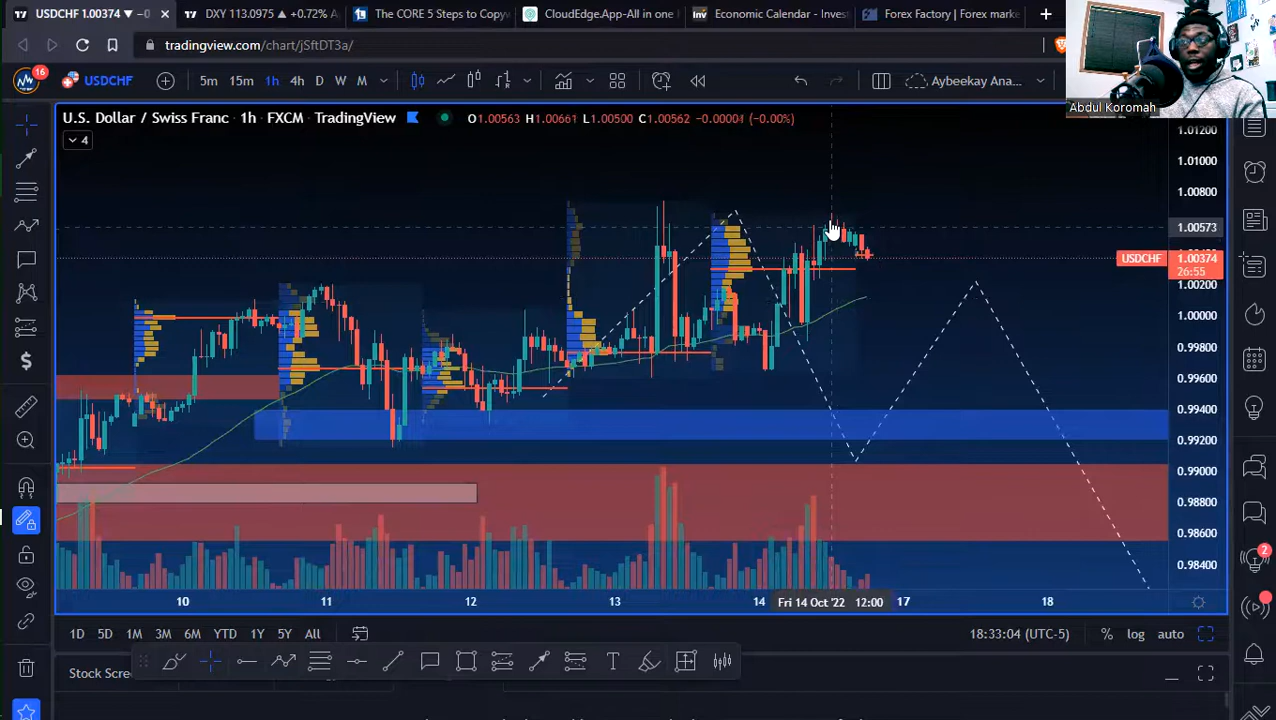 USDCHF 1.00374 ▼ −0
DXY 113.0975 ▲ +0.72%
The CORE 5 Steps to Copyw
CloudEdge.App-All in one
Economic Calendar - Invest
Forex Factory | Forex marke
tradingview.com/chart/jSftDT3a/
16
USDCHF
5m 15m 1h 4h D W M
Aybeekay Ana...
Abdul Koromah
U.S. Dollar / Swiss Franc · 1h · FXCM · TradingView
O1.00563 H1.00661 L1.00500 C1.00562 −0.00004 (−0.00%)
4
1.01200
1.01000
1.00800
1.00573
USDCHF 1.00374
26:55
1.00200
1.00000
0.99800
0.99600
0.99400
0.99200
0.99000
0.98800
0.98600
0.98400
10 11 12 13 14 Fri 14 Oct '22 12:00 17 18
1D 5D 1M 3M 6M YTD 1Y 5Y All
18:33:04 (UTC-5) % log auto
2
Stock Scre